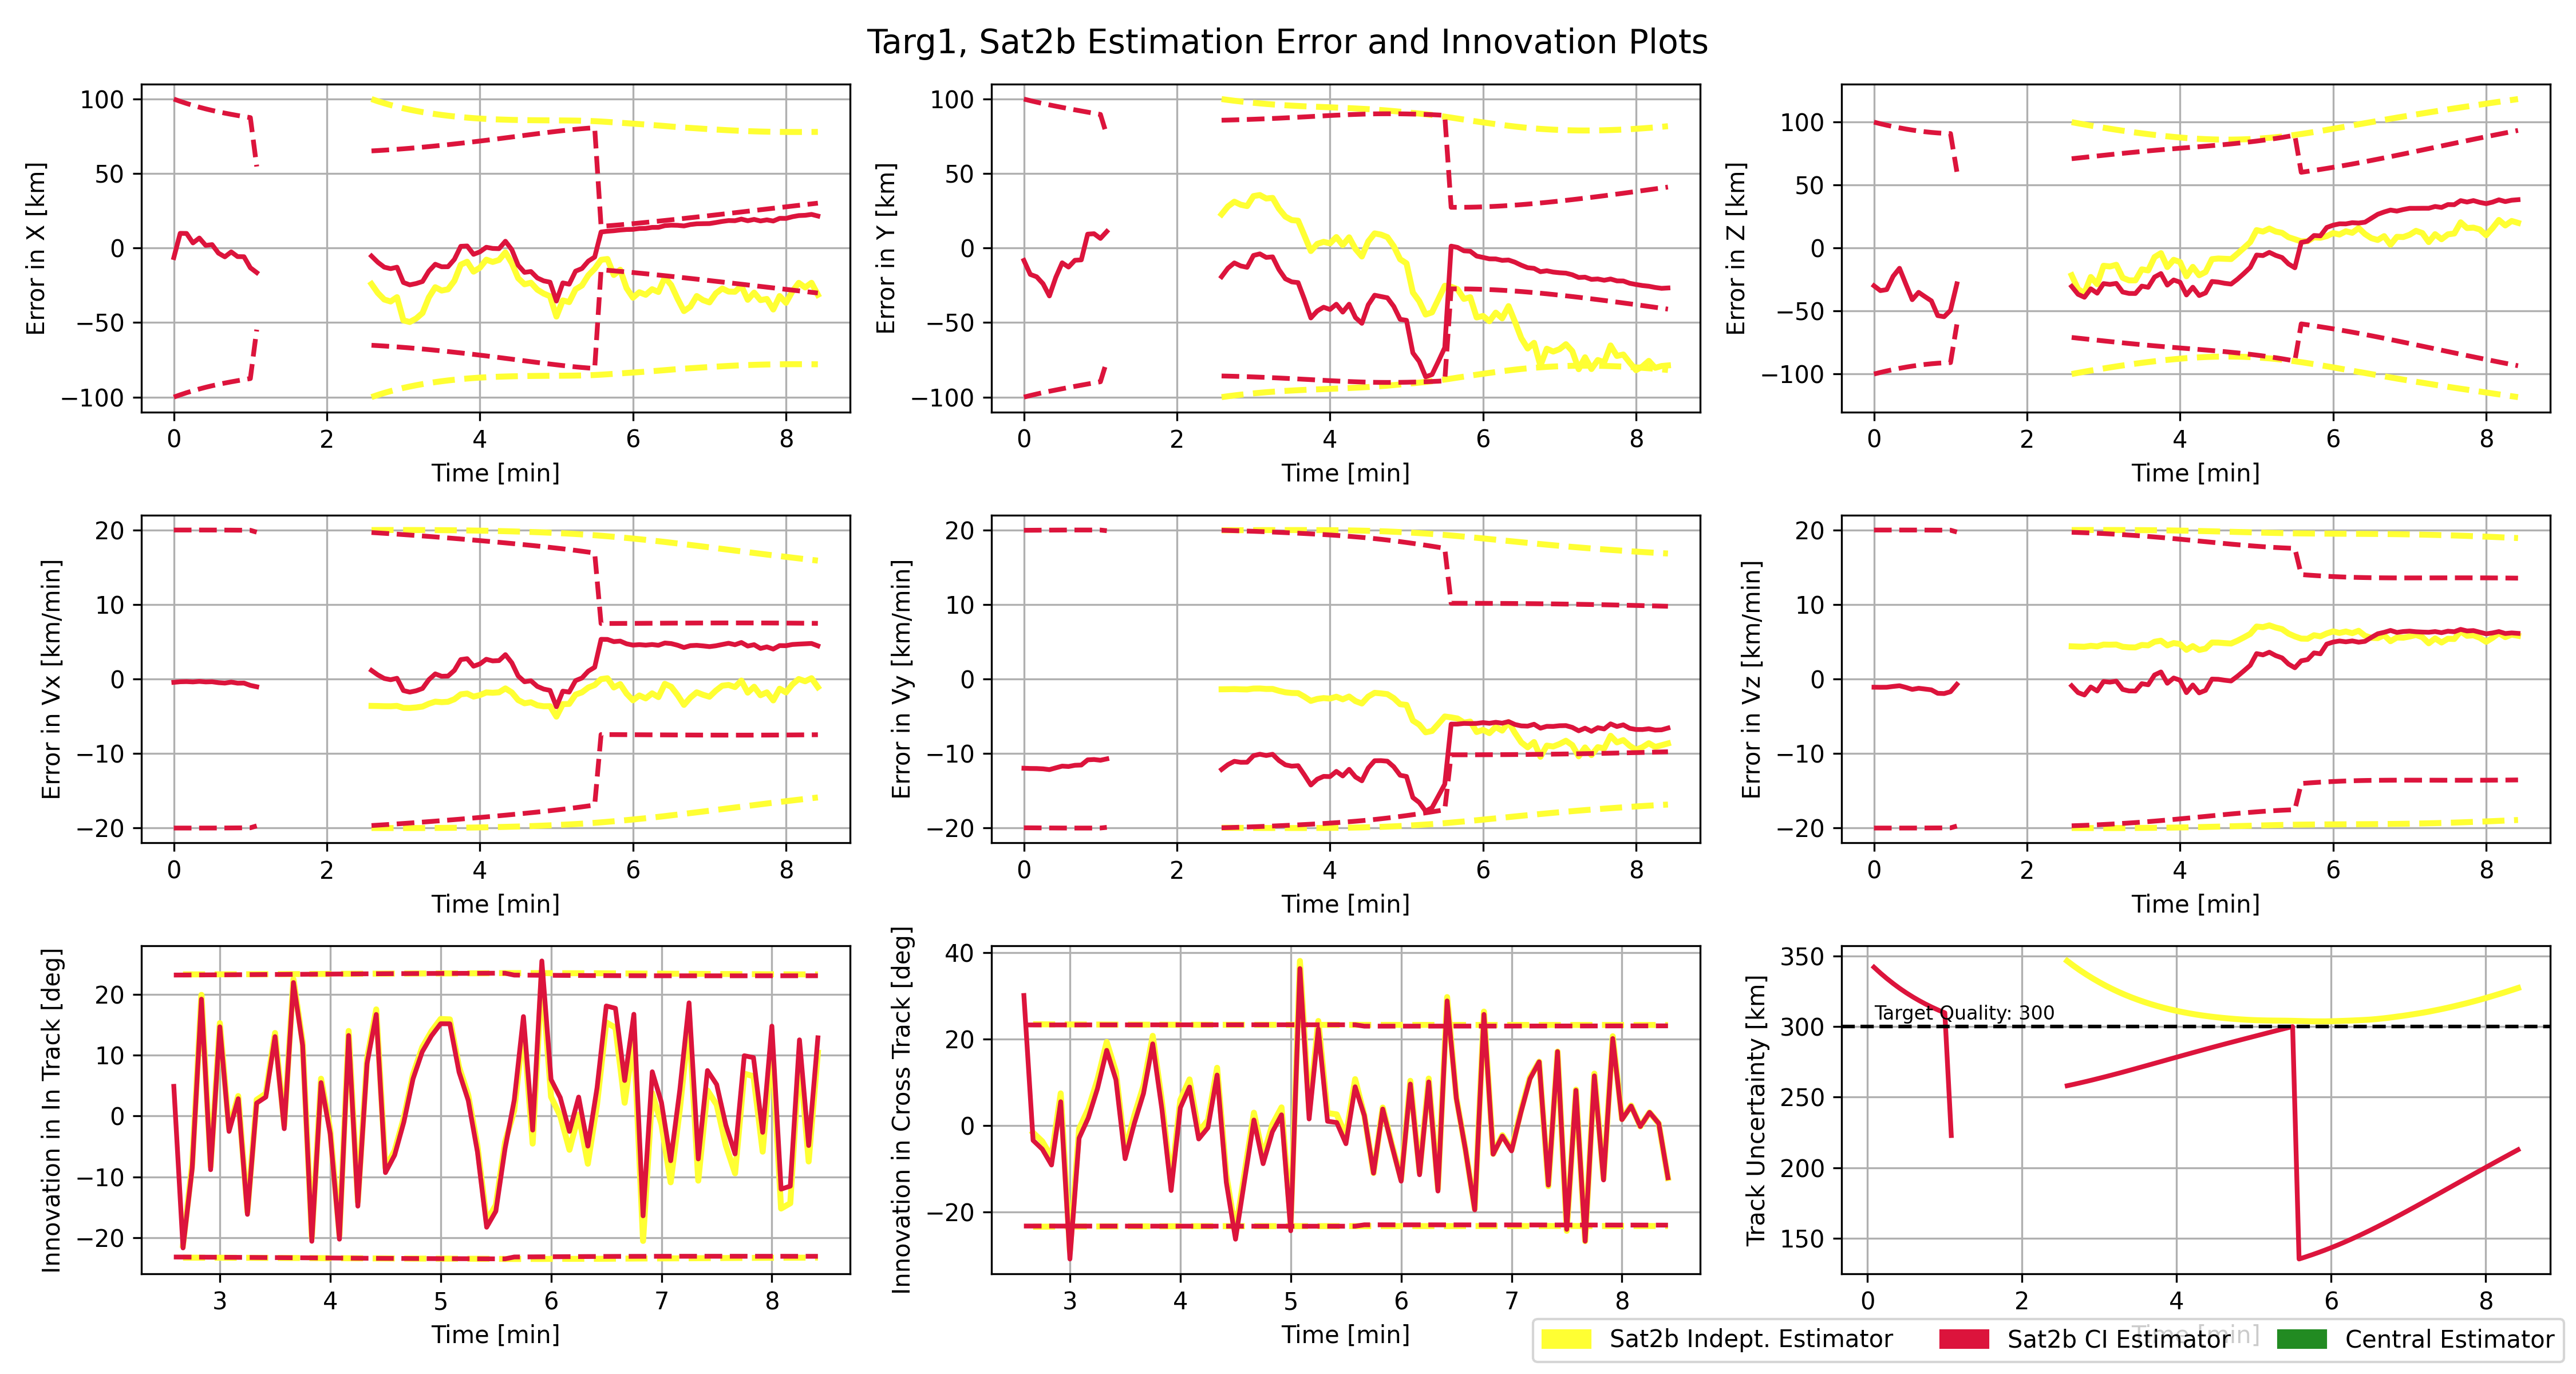 Targ1, Sat2b Estimation Error and Innovation Plots
Error in X [km]
100
50
0
−50
−100
0 2 4 6 8
Time [min]
Error in Y [km]
100
50
0
−50
−100
0 2 4 6 8
Time [min]
Error in Z [km]
100
50
0
−50
−100
0 2 4 6 8
Time [min]
Error in Vx [km/min]
20
10
0
−10
−20
0 2 4 6 8
Time [min]
Error in Vy [km/min]
20
10
0
−10
−20
0 2 4 6 8
Time [min]
Error in Vz [km/min]
20
10
0
−10
−20
0 2 4 6 8
Time [min]
Innovation in In Track [deg]
20
10
0
−10
−20
3 4 5 6 7 8
Time [min]
Innovation in Cross Track [deg]
40
20
0
−20
3 4 5 6 7 8
Time [min]
Track Uncertainty [km]
350
300
250
200
150
Target Quality: 300
0 2 4 6 8
Time [min]
Sat2b Indept. Estimator
Sat2b CI Estimator
Central Estimator